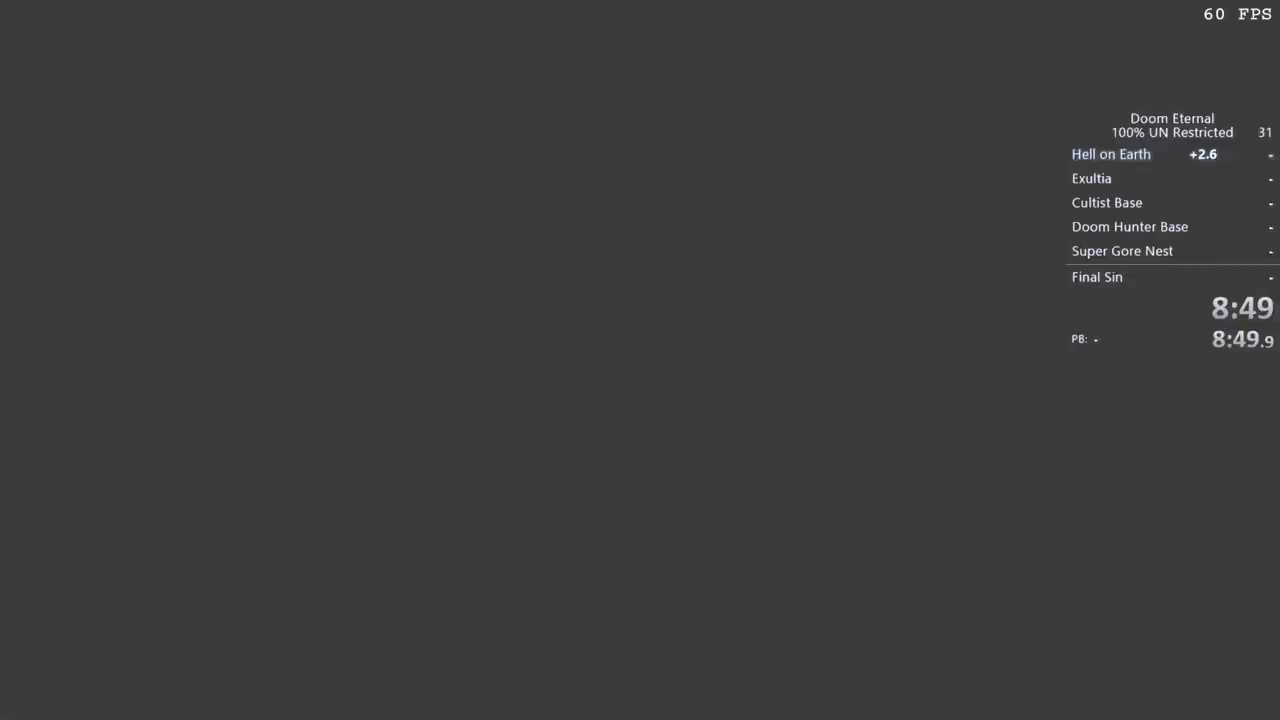 60 FPS
Doom Eternal
100% UN Restricted 31
Hell on Earth +2.6 -
Exultia -
Cultist Base -
Doom Hunter Base -
Super Gore Nest -
Final Sin -
8:49
PB: - 8:49.9